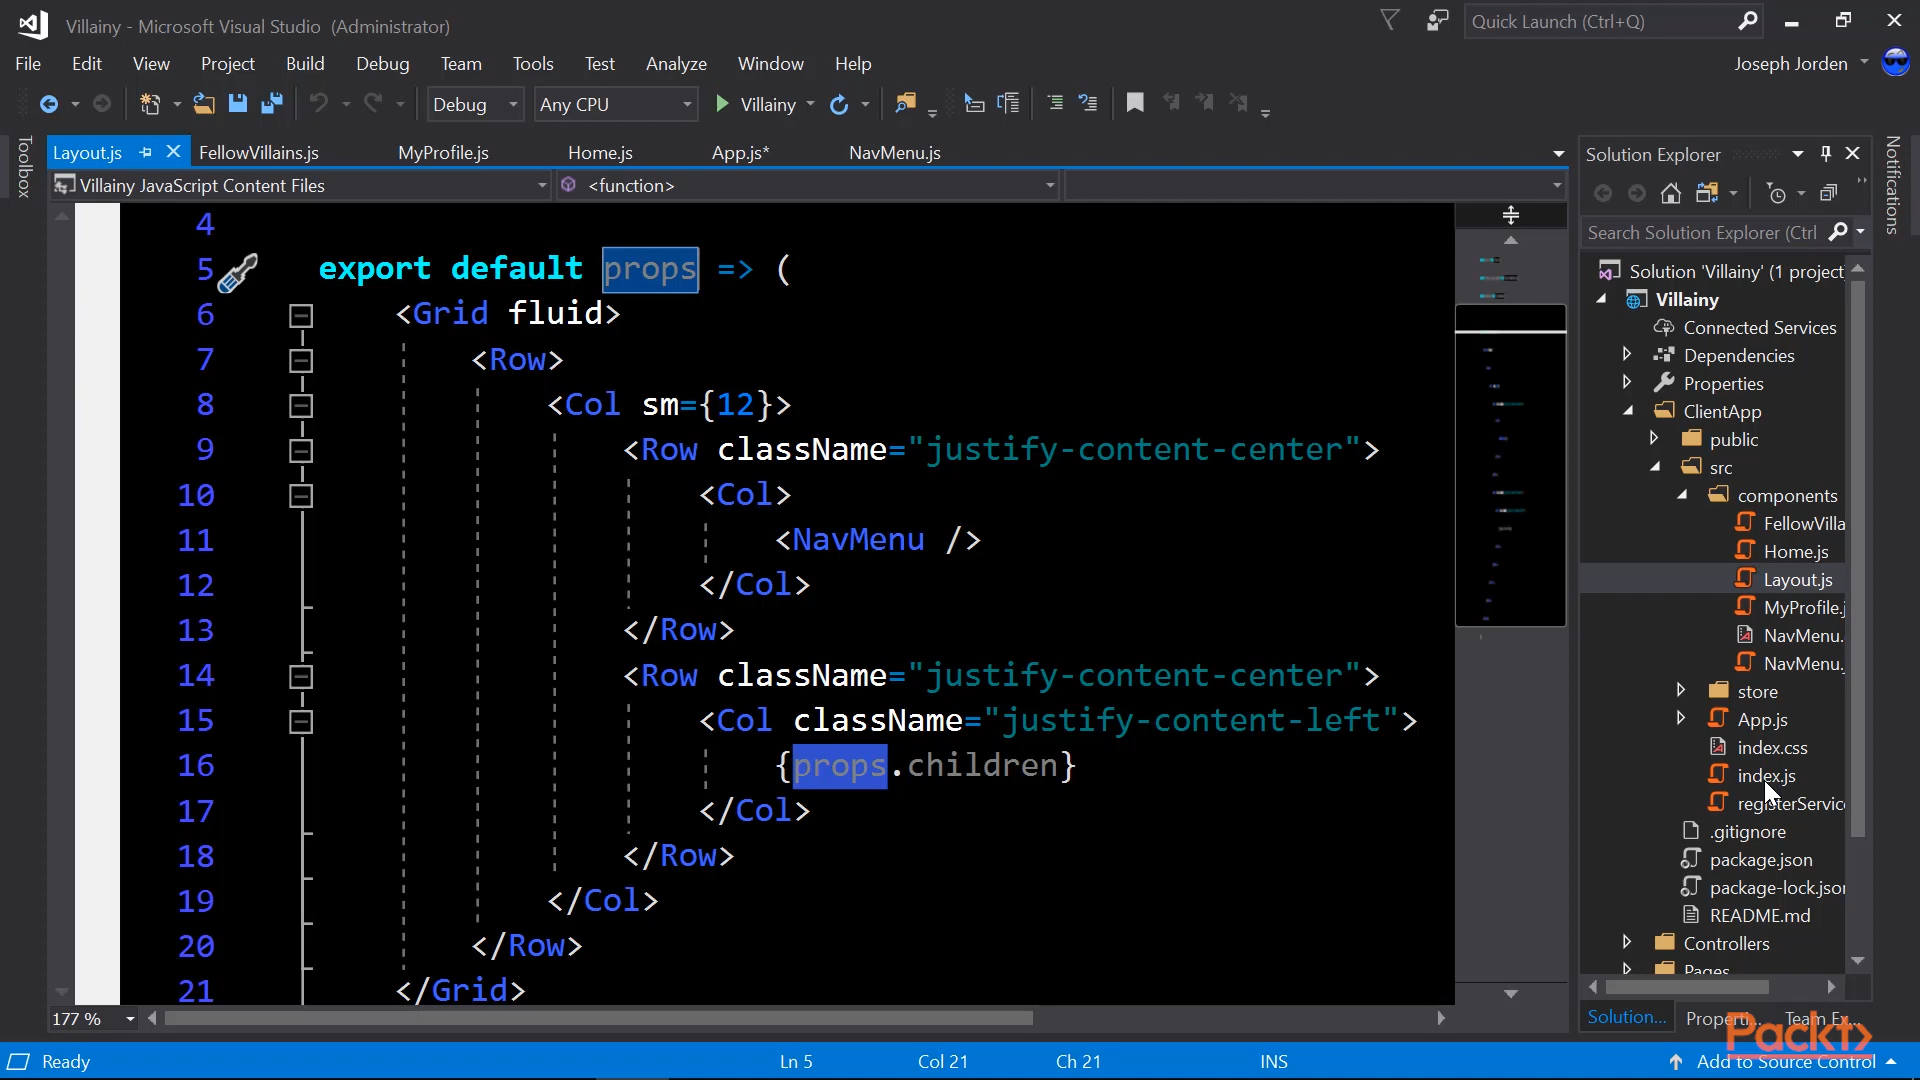 Villainy - Microsoft Visual Studio (Administrator)
Quick Launch (Ctrl+Q)
File Edit View Project Build Debug Team Tools Test Analyze Window Help
Joseph Jorden
Debug Any CPU Villainy
Toolbox
Layout.js FellowVillains.js MyProfile.js Home.js App.js* NavMenu.js
Villainy JavaScript Content Files <function>
4
5 export default props => (
6 <Grid fluid>
7 <Row>
8 <Col sm={12}>
9 <Row className="justify-content-center">
10 <Col>
11 <NavMenu />
12 </Col>
13 </Row>
14 <Row className="justify-content-center">
15 <Col className="justify-content-left">
16 {props.children}
17 </Col>
18 </Row>
19 </Col>
20 </Row>
21 </Grid>
177 %
Solution Explorer
Notifications
Search Solution Explorer (Ctrl
Solution 'Villainy' (1 project
Villainy
Connected Services
Dependencies
Properties
ClientApp
public
src
components
FellowVilla
Home.js
Layout.js
MyProfile.j
NavMenu.
NavMenu.
store
App.js
index.css
index.js
registerService
.gitignore
package.json
package-lock.json
README.md
Controllers
Pages
Solution... Properti... Team Ex...
Packt>
Ready Ln 5 Col 21 Ch 21 INS Add to Source Control